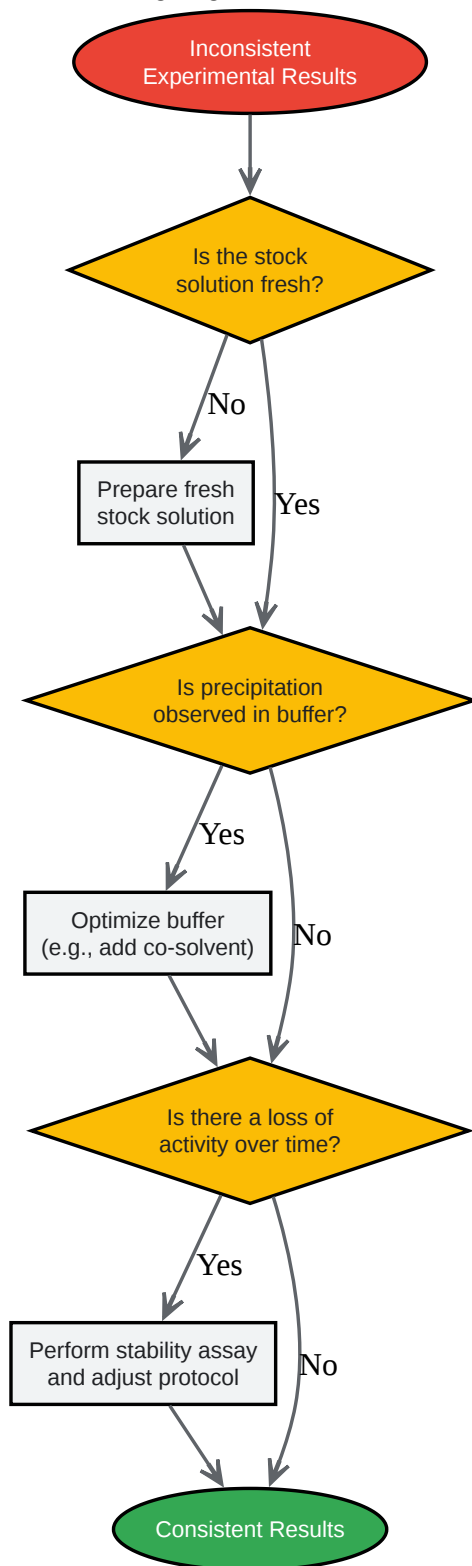 Inconsistent
Experimental Results
Is the stock
solution fresh?
No
Prepare fresh
stock solution
Yes
Is precipitation
observed in buffer?
Yes
Optimize buffer
(e.g., add co-solvent)
No
Is there a loss of
activity over time?
Yes
Perform stability assay
and adjust protocol
No
Consistent Results